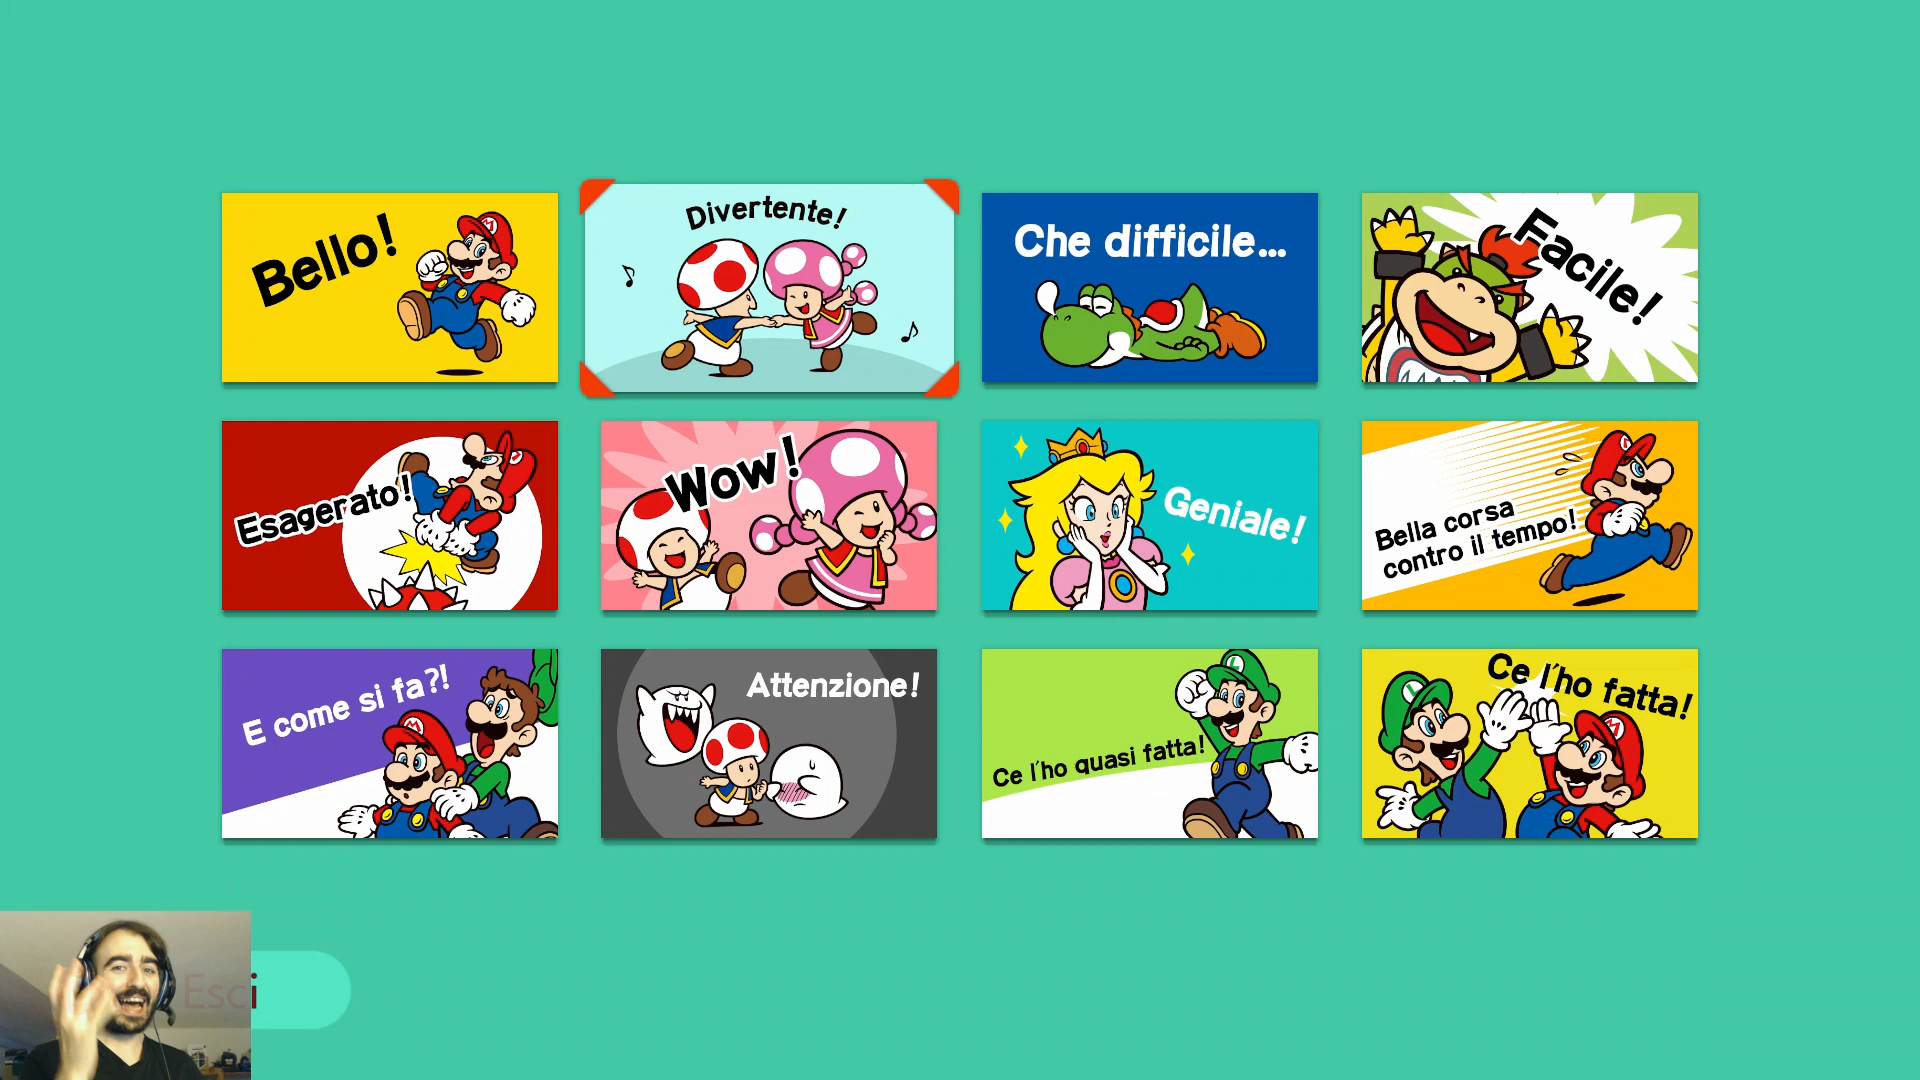 Bello!
Divertente!
Che difficile...
Facile!
Esagerato!
Wow!
Geniale!
Bella corsa
contro il tempo!
E come si fa?!
Attenzione!
Ce l'ho quasi fatta!
Ce l'ho fatta!
Esci